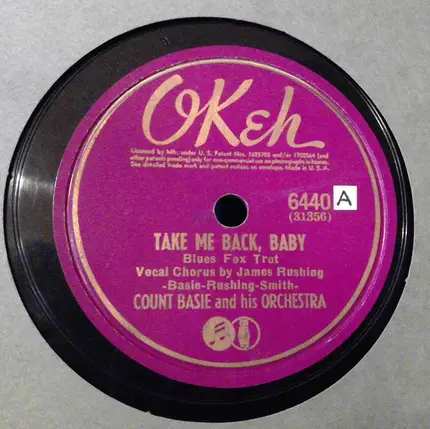 OKeh
Licensed by mfr. under U. S. Patent Nos. 1625705 and/or 1702564 (and
other patents pending) only for non-commercial use on phonographs in homes.
See detailed trade mark and patent notices on envelope. Made in U. S. A.
6440 A
(31356)
TAKE ME BACK, BABY
Blues Fox Trot
Vocal Chorus by James Rushing
-Basie-Rushing-Smith-
COUNT BASIE and his ORCHESTRA